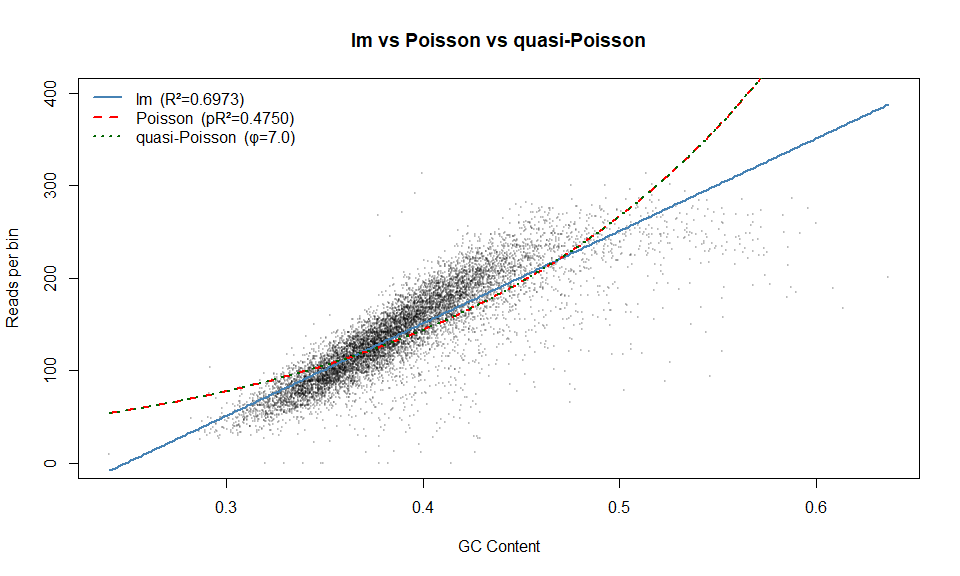 lm vs Poisson vs quasi-Poisson
lm (R²=0.6973)
Poisson (pR²=0.4750)
quasi-Poisson (φ=7.0)
Reads per bin
400
300
200
100
0
0.3 0.4 0.5 0.6
GC Content